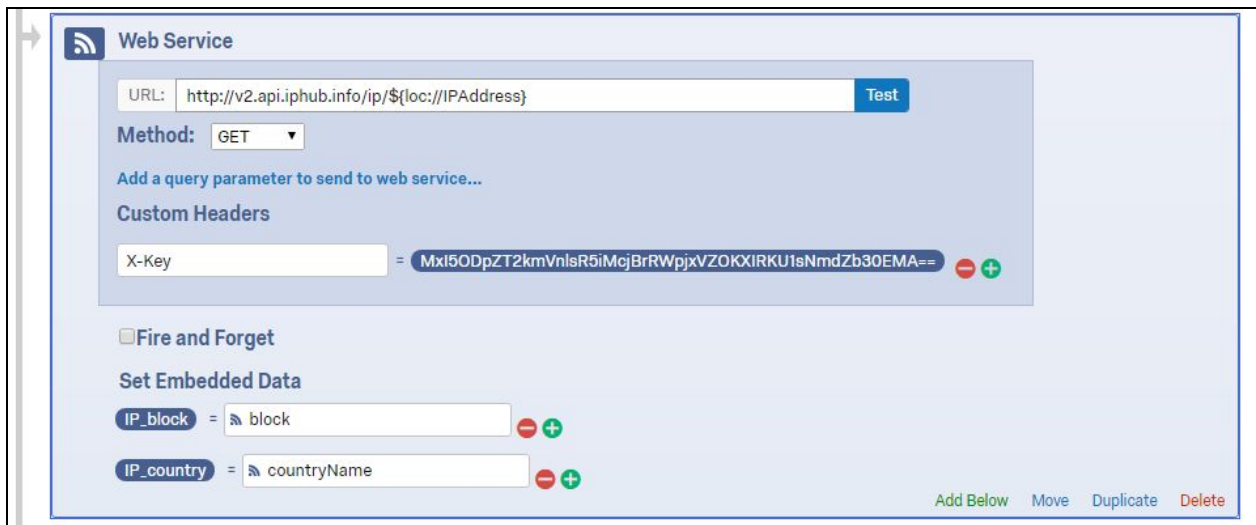 Web Service
URL: http://v2.api.iphub.info/ip/${loc://IPAddress} Test
Method: GET
Add a query parameter to send to web service...
Custom Headers
X-Key = MxI5ODpZT2kmVnlsR5iMcjBrRWpjxVZOKXIRKU1sNmdZb30EMA==
Fire and Forget
Set Embedded Data
IP_block = block
IP_country = countryName
Add Below Move Duplicate Delete